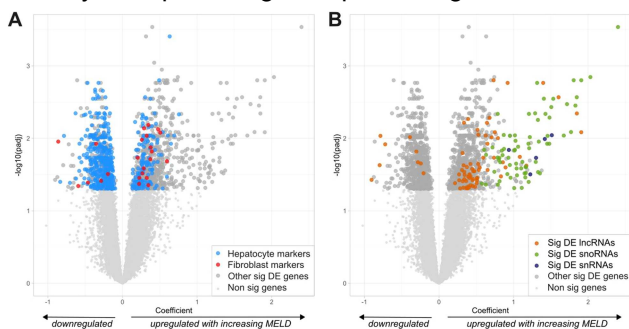 A
B
-log10(padj)
3
2
1
0
Hepatocyte markers
Fibroblast markers
Other sig DE genes
Non sig genes
-1
0
1
2
Coefficient
downregulated
upregulated with increasing MELD
-log10(padj)
3
2
1
0
Sig DE lncRNAs
Sig DE snoRNAs
Sig DE snRNAs
Other sig DE genes
Non sig genes
-1
0
1
2
Coefficient
downregulated
upregulated with increasing MELD